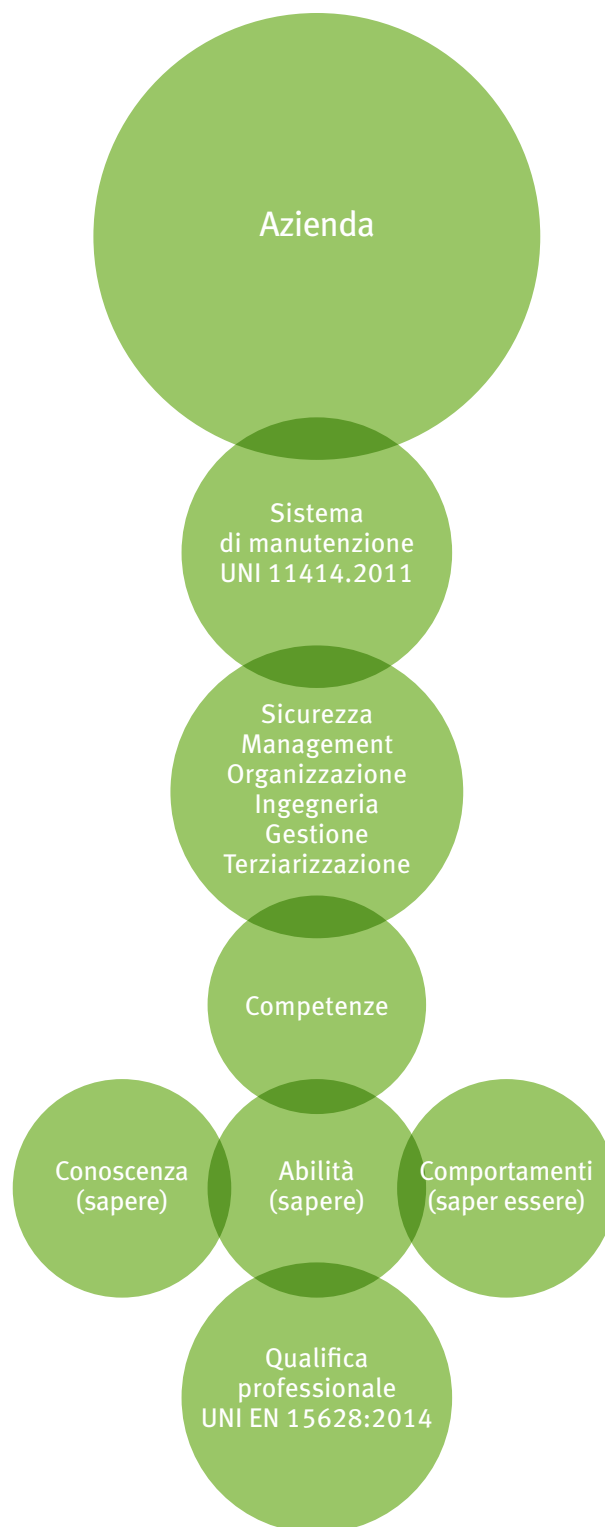 Azienda
Sistema
di manutenzione
UNI 11414.2011
Sicurezza
Management
Organizzazione
Ingegneria
Gestione
Terziarizzazione
Competenze
Conoscenza
(sapere)
Abilità
(sapere)
Comportamenti
(saper essere)
Qualifica
professionale
UNI EN 15628:2014